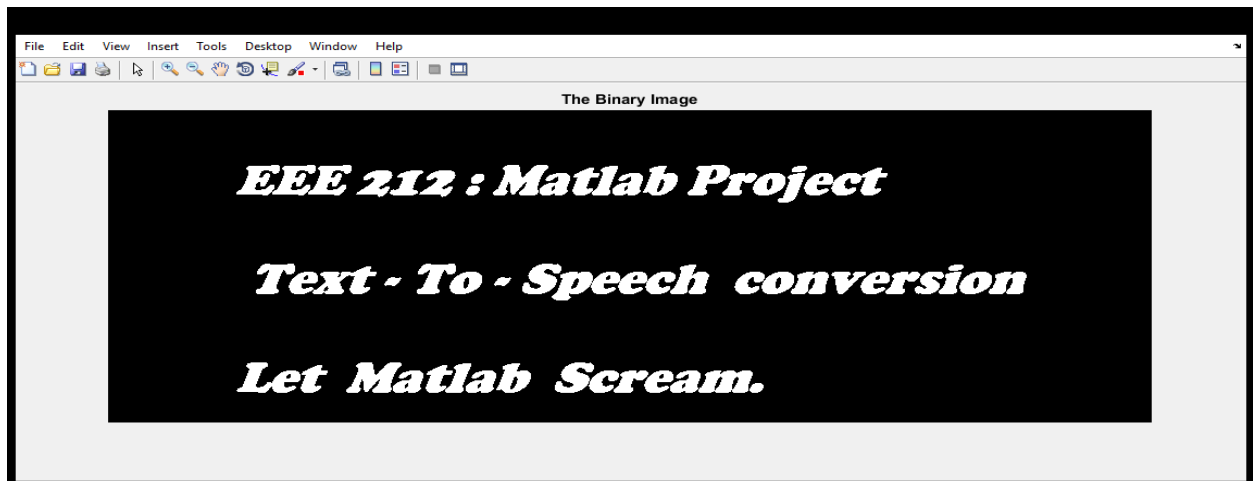 File Edit View Insert Tools Desktop Window Help
The Binary Image
EEE 212 : Matlab Project
Text - To - Speech conversion
Let Matlab Scream.